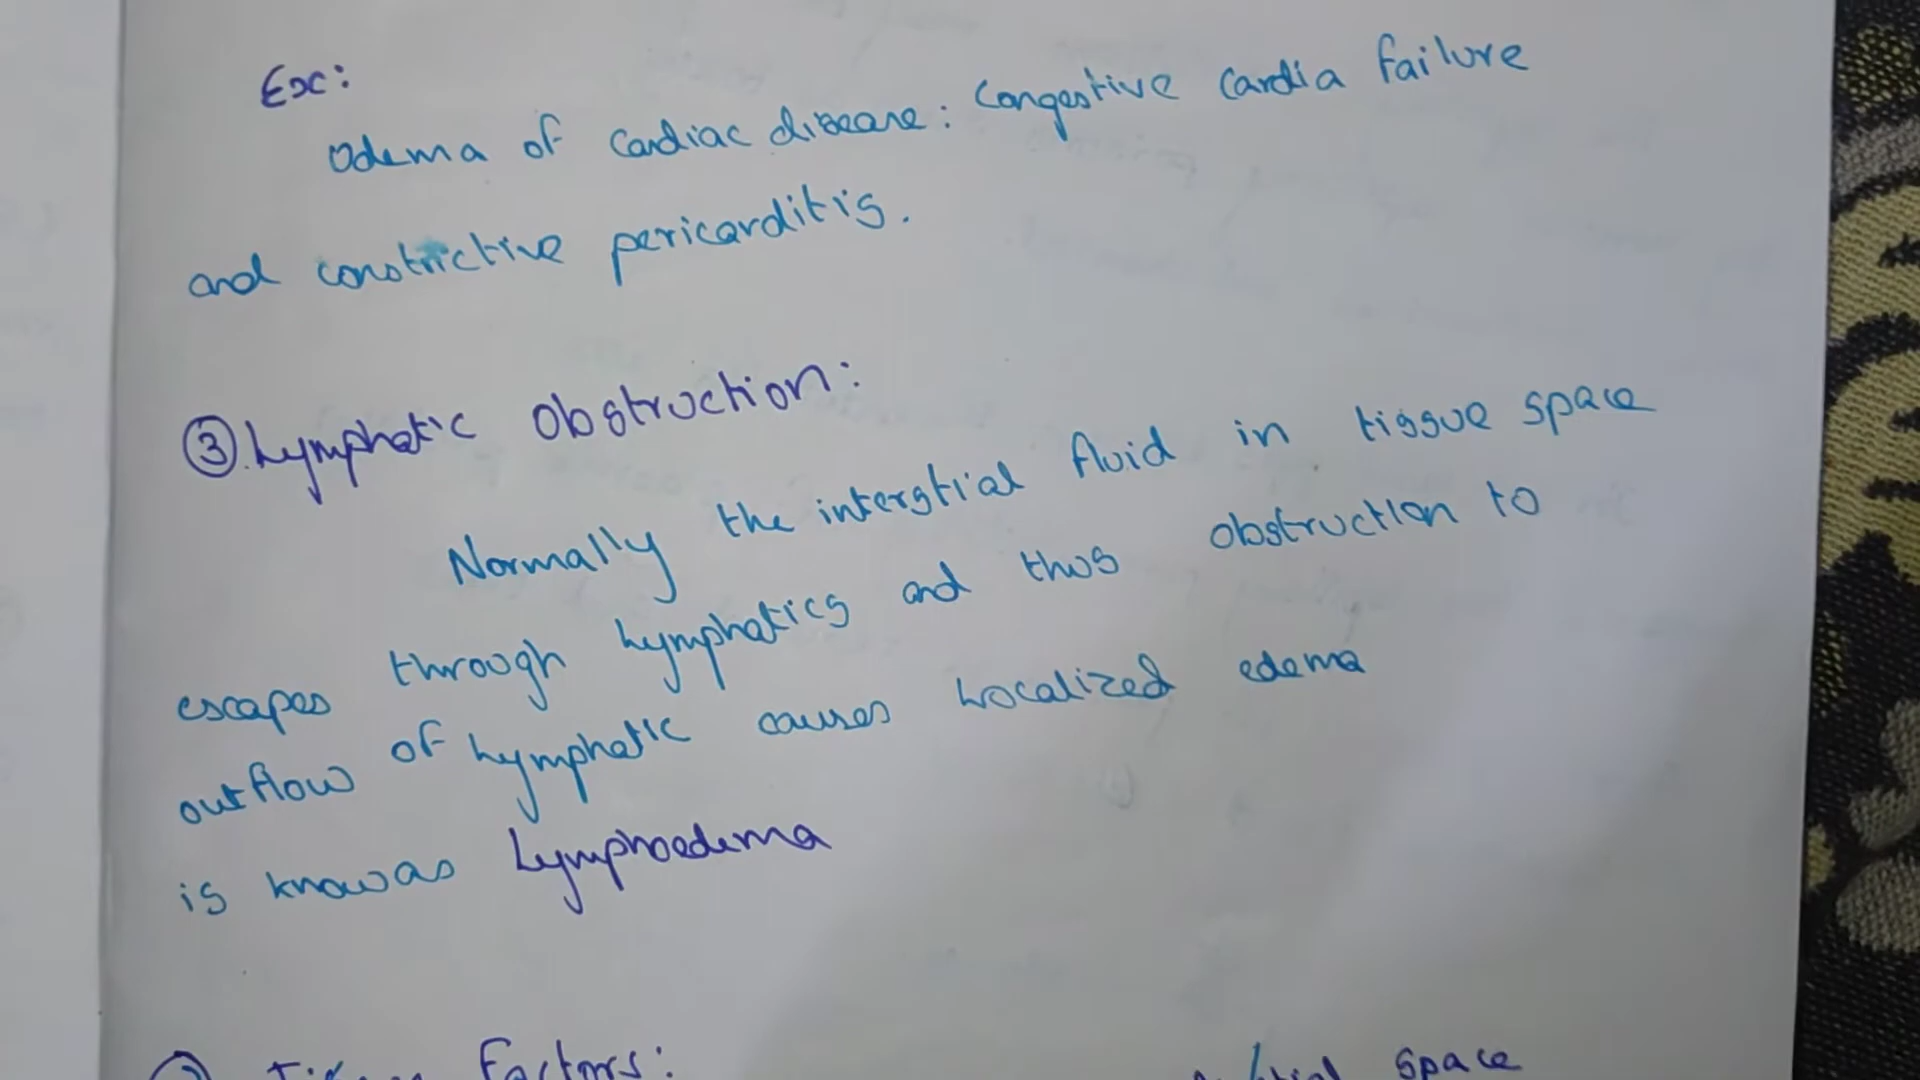 Ex:
Odema of Cardiac disease: Congestive Cardia failure
and constrictive pericarditis.
③.Lymphatic Obstruction:
Normally the interstial fluid in tissue space
escapes through Lymphatics and thus obstruction to
outflow of Lymphatic causes Localized edema
is know as Lymphoedema
Factors: space